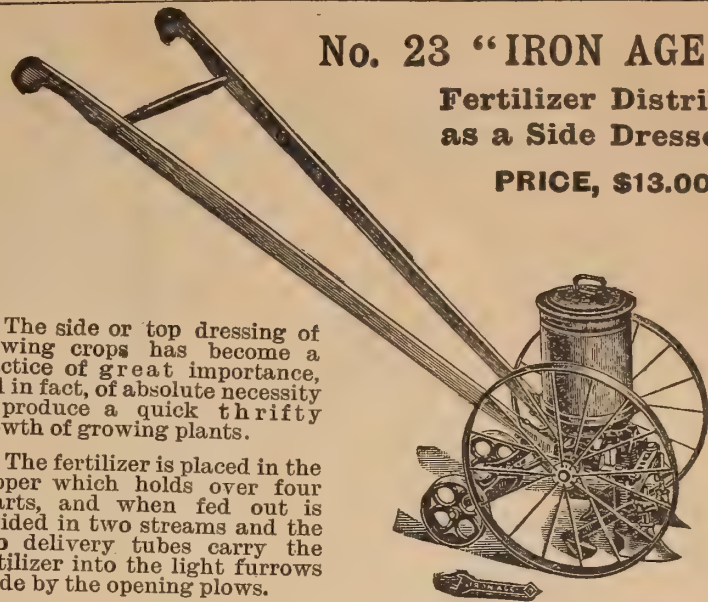 No. 23 “IRON AGE
Fertilizer Distri
as a Side Dresse
PRICE, $13.00
The side or top dressing of
wing crops has become a
ctice of great importance,
l in fact, of absolute necessity
produce a quick thrifty
wth of growing plants.
The fertilizer is placed in the
pper which holds over four
arts, and when fed out is
ided in two streams and the
o delivery tubes carry the
tilizer into the light furrows
de by the opening plows.
IRON AGE